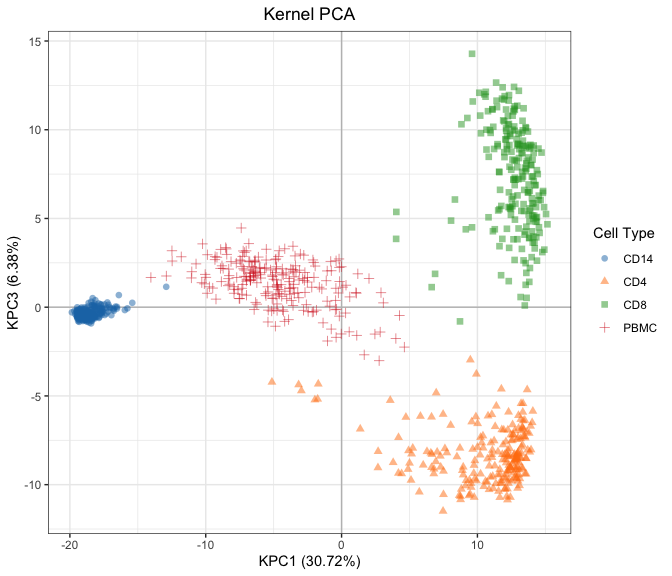 Kernel PCA
15
10
5
0
-5
-10
KPC3 (6.38%)
-20
-10
0
10
KPC1 (30.72%)
Cell Type
CD14
CD4
CD8
PBMC